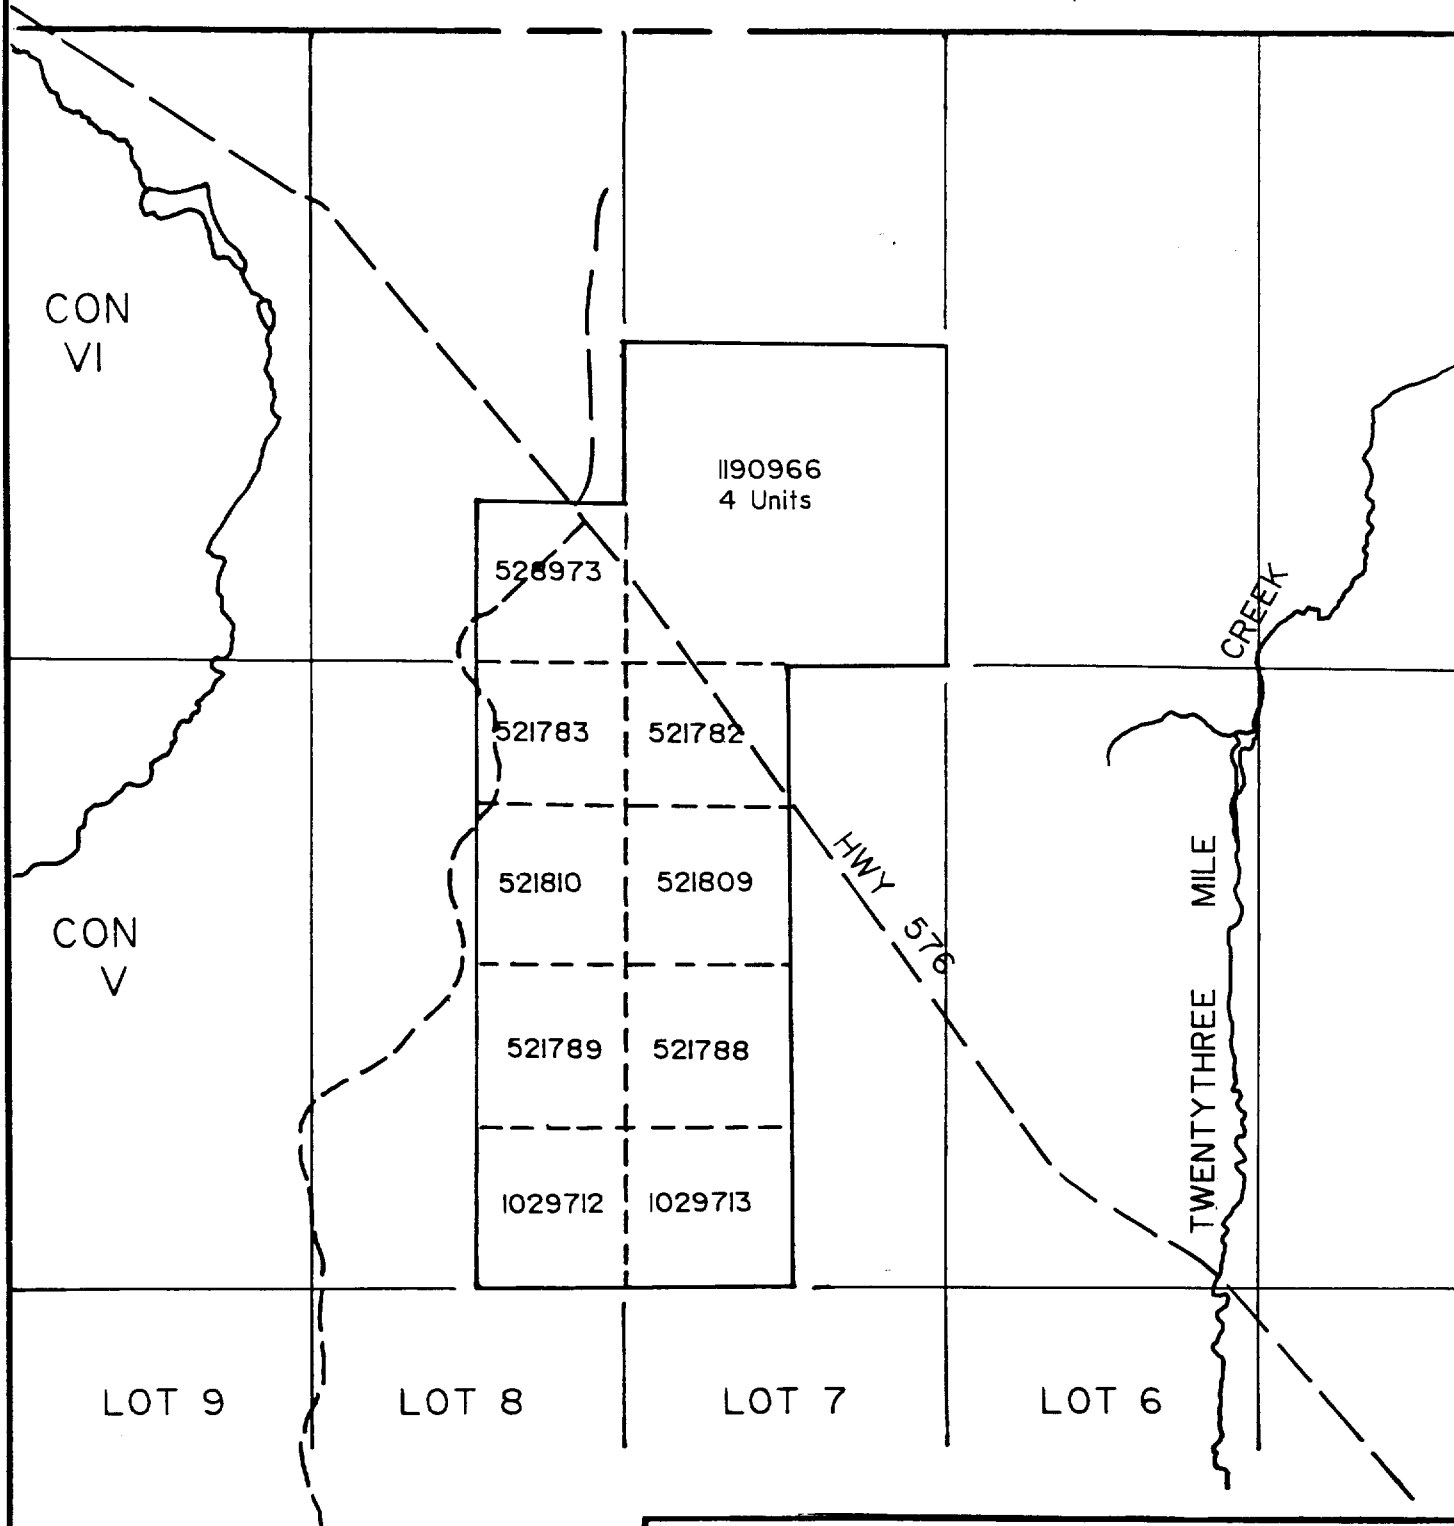 CON
VI
1190966
4 Units
528973
CREEK
521783
521782
HWY 576
MILE
521810
521809
CON
V
TWENTYTHREE
521789
521788
1029712
1029713
LOT 9
LOT 8
LOT 7
LOT 6